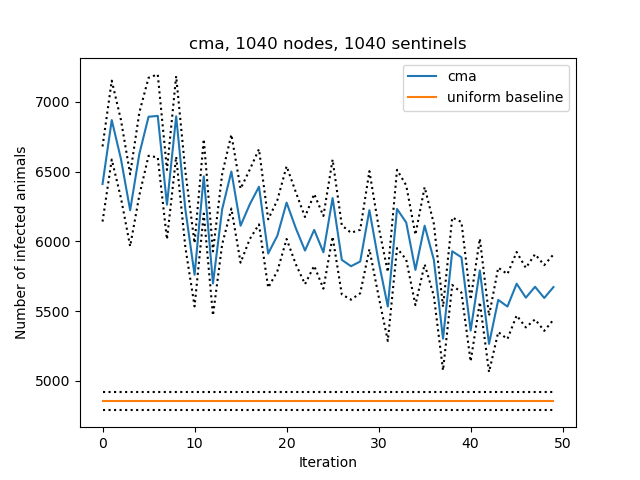 cma, 1040 nodes, 1040 sentinels
cma
uniform baseline
Number of infected animals
7000
6500
6000
5500
5000
0 10 20 30 40 50
Iteration